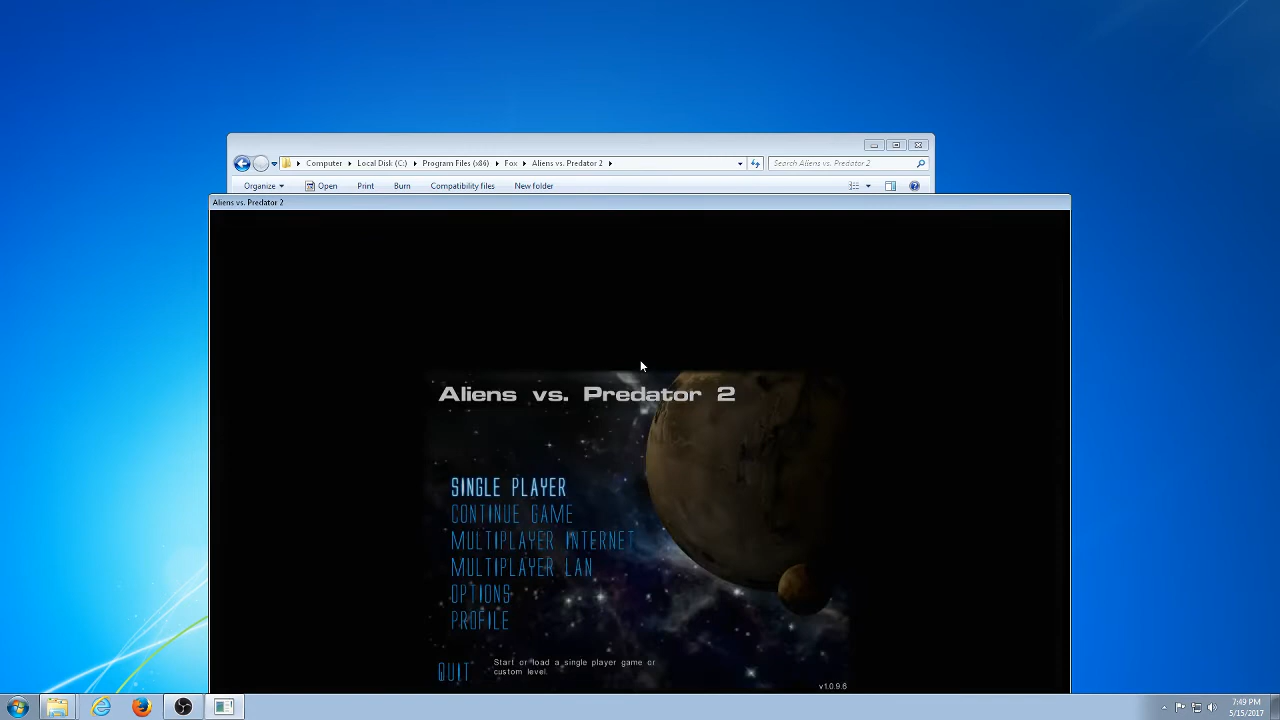 Computer Local Disk (C:) Program Files (x86) Fox Aliens vs. Predator 2 Search Aliens vs. Predator 2
Organize Open Print Burn Compatibility files New folder
Aliens vs. Predator 2
Aliens vs. Predator 2
SINGLE PLAYER
CONTINUE GAME
MULTIPLAYER INTERNET
MULTIPLAYER LAN
OPTIONS
PROFILE
QUIT
Start or load a single player game or
custom level.
v1.0.9.6
7:49 PM
5/15/2017